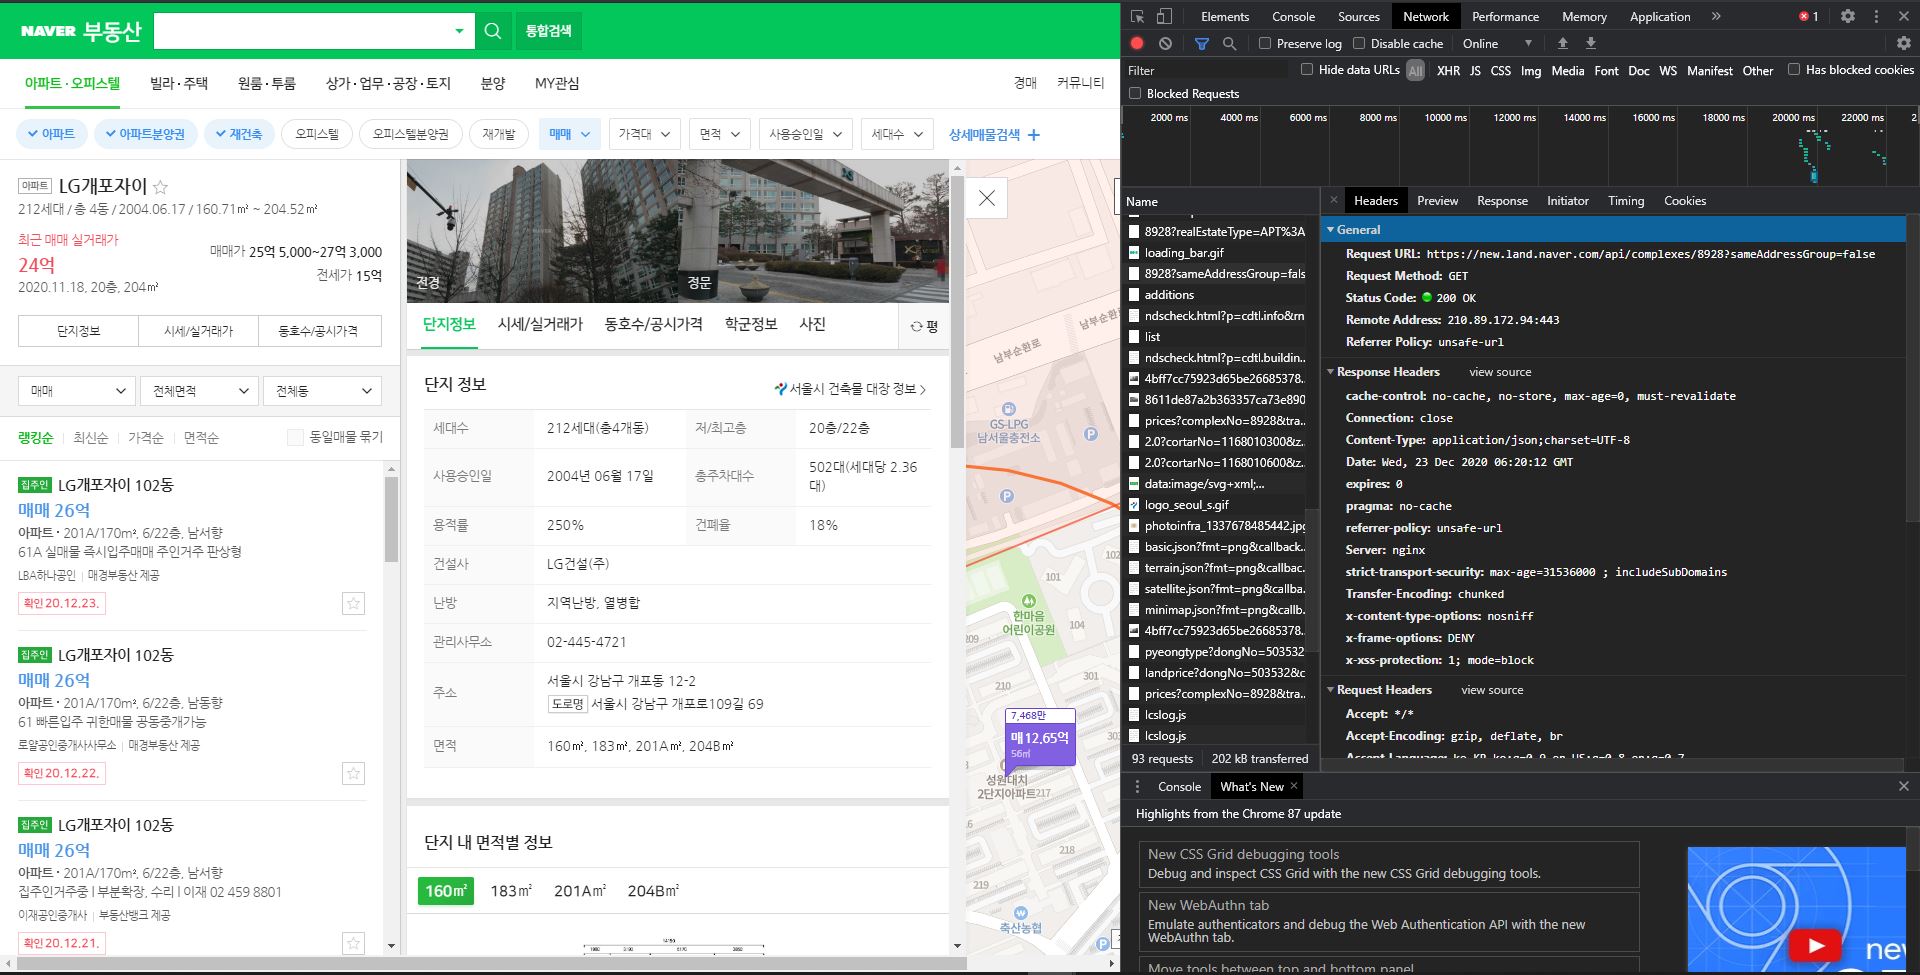 NAVER 부동산
통합검색
아파트·오피스텔
빌라·주택
원룸·투룸
상가·업무·공장·토지
분양
MY관심
경매
커뮤니티
아파트
아파트분양권
재건축
오피스텔
오피스텔분양권
재개발
매매
가격대
면적
사용승인일
세대수
상세매물검색
아파트 LG개포자이
212세대 / 총 4동 / 2004.06.17 / 160.71㎡ ~ 204.52㎡
최근 매매 실거래가
24억
2020.11.18, 20층, 204㎡
매매가 25억 5,000~27억 3,000
전세가 15억
단지정보
시세/실거래가
동호수/공시가격
매매
전체면적
전체동
랭킹순
최신순
가격순
면적순
동일매물 묶기
집주인 LG개포자이 102동
매매 26억
아파트 · 201A/170㎡, 6/22층, 남서향
61A 실매물 즉시입주매매 주인거주 판상형
LBA하나공인 | 매경부동산 제공
확인 20.12.23.
집주인 LG개포자이 102동
매매 26억
아파트 · 201A/170㎡, 6/22층, 남동향
61 빠른입주 귀한매물 공동중개가능
로얄공인중개사사무소 | 매경부동산 제공
확인 20.12.22.
집주인 LG개포자이 102동
매매 26억
아파트 · 201A/170㎡, 6/22층, 남서향
집주인거주중 l 부분확장, 수리 l 이재 02 459 8801
이재공인중개사 | 부동산뱅크 제공
확인 20.12.21.
전경
정문
단지정보
시세/실거래가
동호수/공시가격
학군정보
사진
평
단지 정보
서울시 건축물 대장 정보
세대수 212세대(총4개동) 저/최고층 20층/22층
사용승인일 2004년 06월 17일 총주차대수 502대(세대당 2.36
대)
용적률 250% 건폐율 18%
건설사 LG건설(주)
난방 지역난방, 열병합
관리사무소 02-445-4721
주소 서울시 강남구 개포동 12-2
도로명 서울시 강남구 개포로109길 69
면적 160㎡, 183㎡, 201A㎡, 204B㎡
단지 내 면적별 정보
160㎡
183㎡
201A㎡
204B㎡
남부순환로
남부순환
GS-LPG
남서울충전소
P
P
102
101
한마음
어린이공원
104
209
210
301
302
303
7,468만
매12.65억
56㎡
성원대치
2단지아파트
217
216
218
219
축산농협
P
Elements
Console
Sources
Network
Performance
Memory
Application
1
Preserve log
Disable cache
Online
Filter
Hide data URLs
All
XHR
JS
CSS
Img
Media
Font
Doc
WS
Manifest
Other
Has blocked cookies
Blocked Requests
2000 ms
4000 ms
6000 ms
8000 ms
10000 ms
12000 ms
14000 ms
16000 ms
18000 ms
20000 ms
22000 ms
2
Name
8928?realEstateType=APT%3A
loading_bar.gif
8928?sameAddressGroup=fals
additions
ndscheck.html?p=cdtl.info&rn
list
ndscheck.html?p=cdtl.buildin...
4bff7cc75923d65be26685378...
8611de87a2b363357ca73e890
prices?complexNo=8928&tra...
2.0?cortarNo=1168010300&z...
2.0?cortarNo=1168010600&z...
data:image/svg+xml;...
logo_seoul_s.gif
photoinfra_1337678485442.jpg
basic.json?fmt=png&callback...
terrain.json?fmt=png&callbac...
satellite.json?fmt=png&callba...
minimap.json?fmt=png&callb...
4bff7cc75923d65be26685378...
pyeongtype?dongNo=503532
landprice?dongNo=503532&c
prices?complexNo=8928&tra...
lcslog.js
lcslog.js
93 requests
202 kB transferred
Headers
Preview
Response
Initiator
Timing
Cookies
General
Request URL: https://new.land.naver.com/api/complexes/8928?sameAddressGroup=false
Request Method: GET
Status Code: 200 OK
Remote Address: 210.89.172.94:443
Referrer Policy: unsafe-url
Response Headers view source
cache-control: no-cache, no-store, max-age=0, must-revalidate
Connection: close
Content-Type: application/json;charset=UTF-8
Date: Wed, 23 Dec 2020 06:20:12 GMT
expires: 0
pragma: no-cache
referrer-policy: unsafe-url
Server: nginx
strict-transport-security: max-age=31536000 ; includeSubDomains
Transfer-Encoding: chunked
x-content-type-options: nosniff
x-frame-options: DENY
x-xss-protection: 1; mode=block
Request Headers view source
Accept: */*
Accept-Encoding: gzip, deflate, br
Accept-Language: ko-KR,ko;q=0.9,en-US;q=0.8,en;q=0.7
Console
What's New
Highlights from the Chrome 87 update
New CSS Grid debugging tools
Debug and inspect CSS Grid with the new CSS Grid debugging tools.
New WebAuthn tab
Emulate authenticators and debug the Web Authentication API with the new
WebAuthn tab.
Move tools between top and bottom panel
new